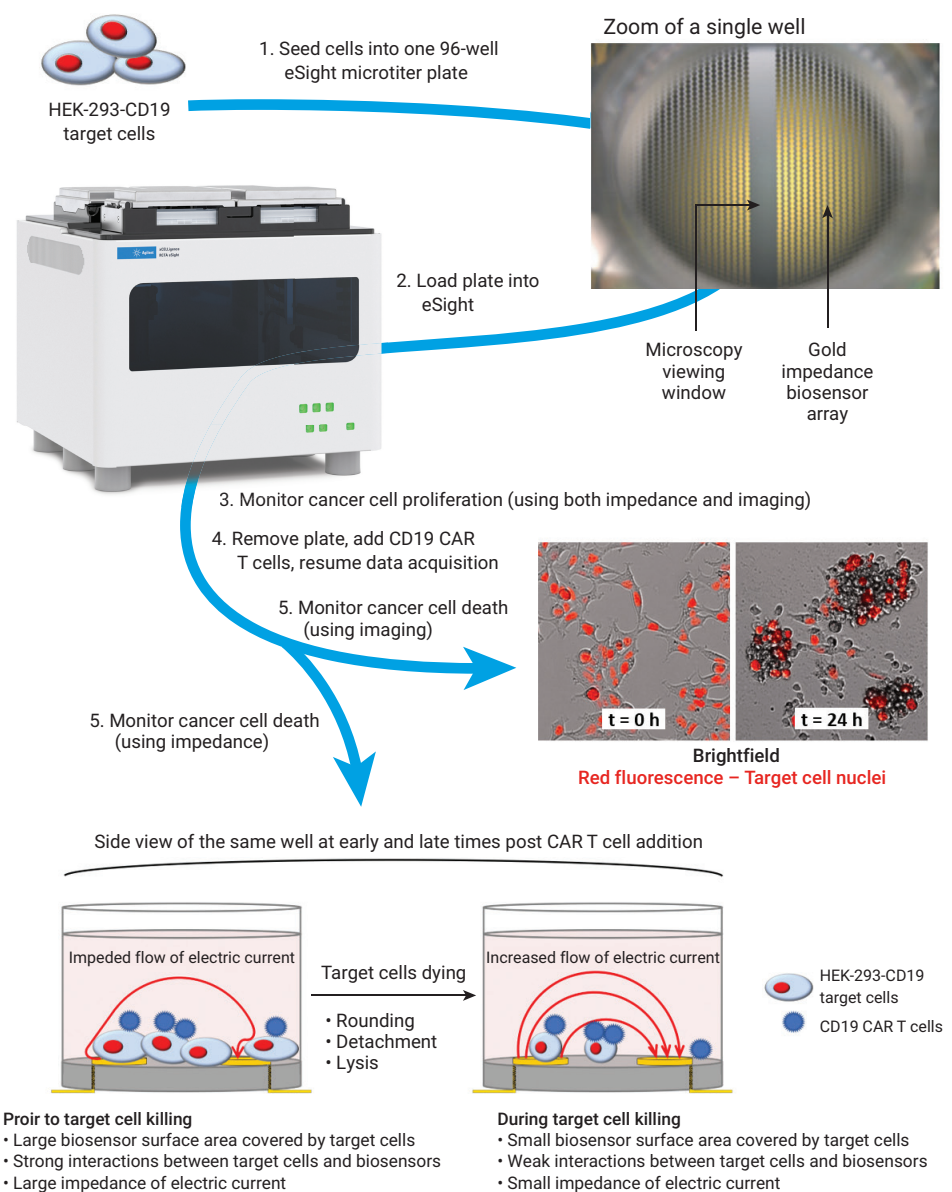 Zoom of a single well
1. Seed cells into one 96-well
eSight microtiter plate
HEK-293-CD19
target cells
Agilent
xCELLigence
RTCA eSight
2. Load plate into
eSight
Microscopy
viewing
window
Gold
impedance
biosensor
array
3. Monitor cancer cell proliferation (using both impedance and imaging)
4. Remove plate, add CD19 CAR
T cells, resume data acquisition
5. Monitor cancer cell death
(using imaging)
t = 0 h
t = 24 h
Brightfield
Red fluorescence – Target cell nuclei
5. Monitor cancer cell death
(using impedance)
Side view of the same well at early and late times post CAR T cell addition
Impeded flow of electric current
Target cells dying
• Rounding
• Detachment
• Lysis
Increased flow of electric current
HEK-293-CD19
target cells
CD19 CAR T cells
Proir to target cell killing
• Large biosensor surface area covered by target cells
• Strong interactions between target cells and biosensors
• Large impedance of electric current
During target cell killing
• Small biosensor surface area covered by target cells
• Weak interactions between target cells and biosensors
• Small impedance of electric current